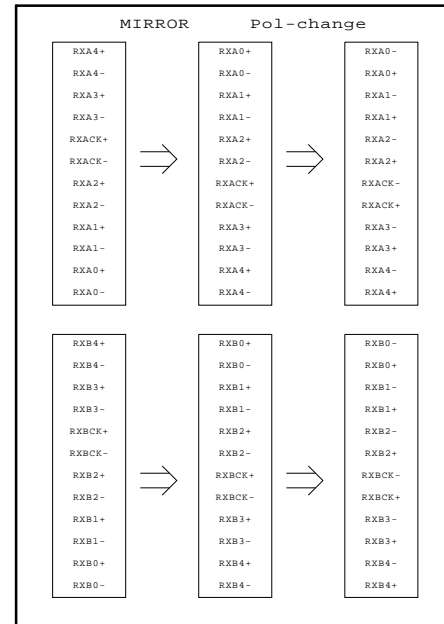 MIRROR Pol-change
RXA4+ RXA0+ RXA0-
RXA4- RXA0- RXA0+
RXA3+ RXA1+ RXA1-
RXA3- RXA1- RXA1+
RXACK+ RXA2+ RXA2-
RXACK- RXA2- RXA2+
RXA2+ RXACK+ RXACK-
RXA2- RXACK- RXACK+
RXA1+ RXA3+ RXA3-
RXA1- RXA3- RXA3+
RXA0+ RXA4+ RXA4-
RXA0- RXA4- RXA4+
RXB4+ RXB0+ RXB0-
RXB4- RXB0- RXB0+
RXB3+ RXB1+ RXB1-
RXB3- RXB1- RXB1+
RXBCK+ RXB2+ RXB2-
RXBCK- RXB2- RXB2+
RXB2+ RXBCK+ RXBCK-
RXB2- RXBCK- RXBCK+
RXB1+ RXB3+ RXB3-
RXB1- RXB3- RXB3+
RXB0+ RXB4+ RXB4-
RXB0- RXB4- RXB4+